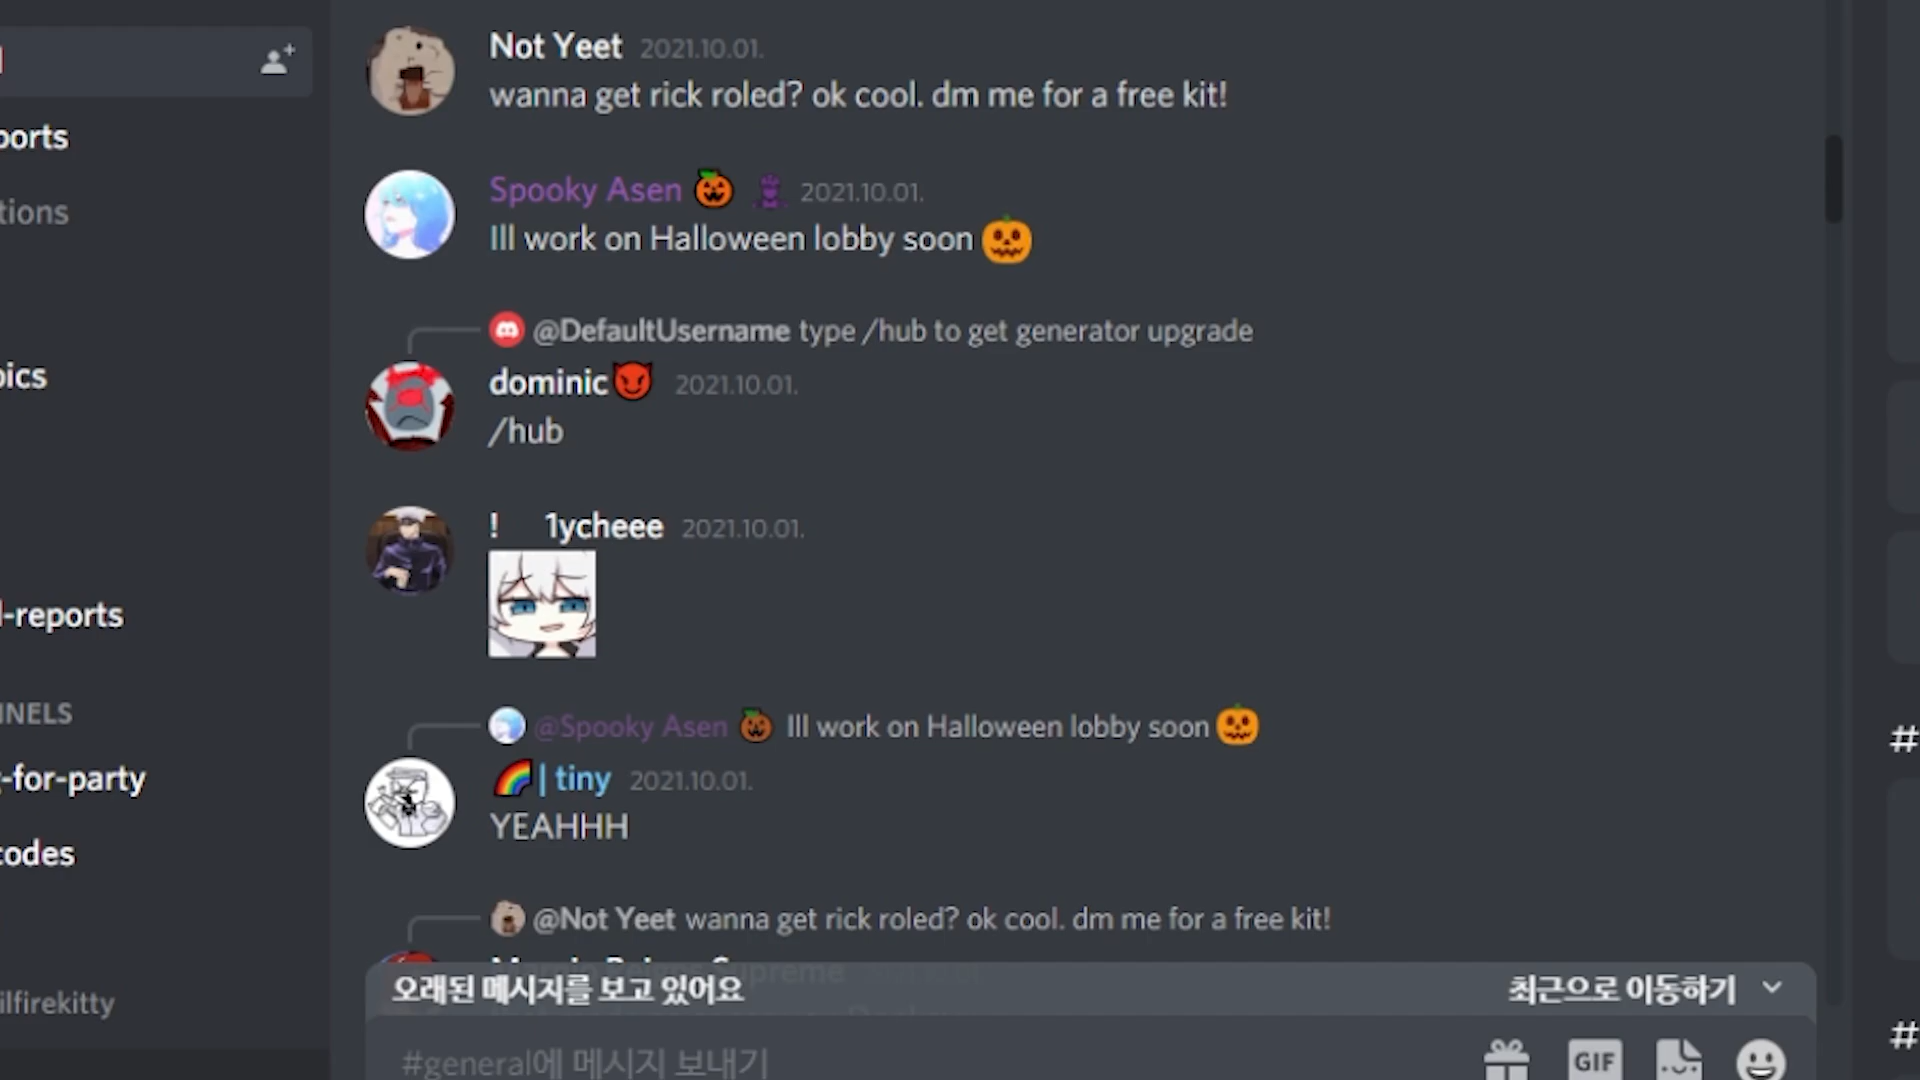 Not Yeet 2021.10.01.
wanna get rick roled? ok cool. dm me for a free kit!
ports
Spooky Asen 2021.10.01.
tions
Ill work on Halloween lobby soon
@DefaultUsername type /hub to get generator upgrade
dominic 2021.10.01.
pics
/hub
! 1ycheee 2021.10.01.
-reports
NNELS
@Spooky Asen Ill work on Halloween lobby soon
#
| tiny 2021.10.01.
-for-party
YEAHHH
codes
@Not Yeet wanna get rick roled? ok cool. dm me for a free kit!
Supreme
오래된 메시지를 보고 있어요 최근으로 이동하기
ilfirekitty
#
#general에 메시지 보내기
GIF